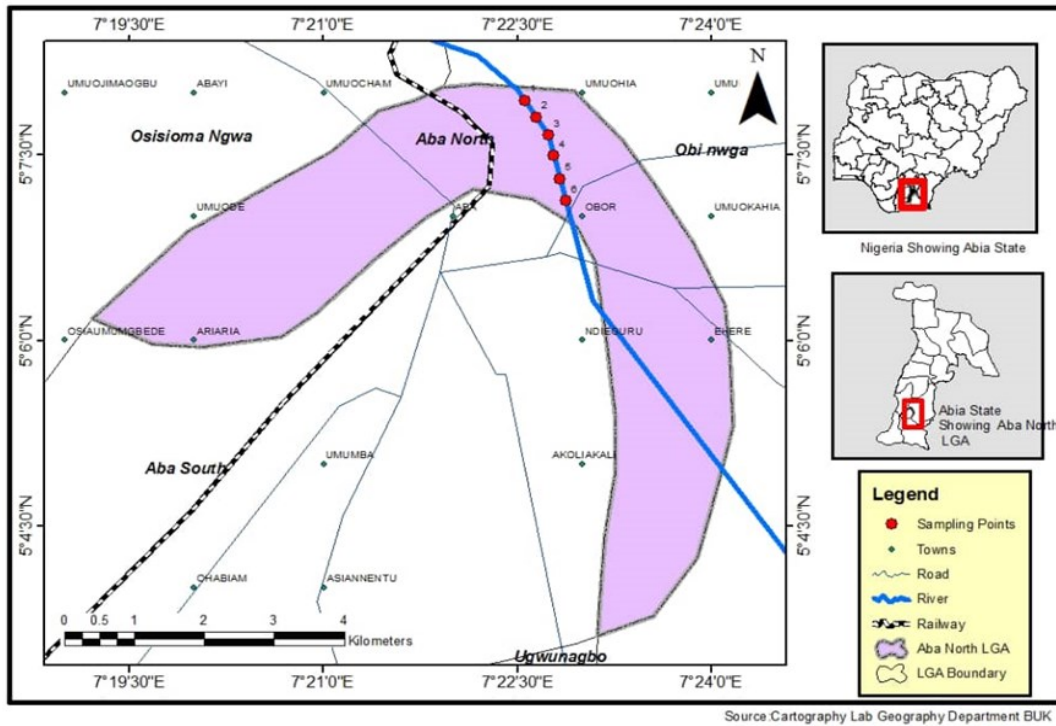 7°19'30"E 7°21'0"E 7°22'30"E 7°24'0"E
N
UMUOJIMAOGBU ABAYI UMUOCHAM UMUOHIA UMU
1
2
3
4
5
6
Osisioma Ngwa Aba North Obi nwga
5°7'30"N 5°7'30"N
UMUODE ABA OBOR UMUOKAHIA
OSIAUMUMGBEDE ARIARIA NDIEGURU EHERE
5°6'0"N 5°6'0"N
Aba South UMUMBA AKOLIAKALI
5°4'30"N 5°4'30"N
OHABIAM ASIANNENTU
0 0.5 1 2 3 4
Kilometers
Ugwunagbo
7°19'30"E 7°21'0"E 7°22'30"E 7°24'0"E
Nigeria Showing Abia State
Abia State
Showing Aba North
LGA
Legend
Sampling Points
Towns
Road
River
Railway
Aba North LGA
LGA Boundary
Source:Cartography Lab Geography Department BUK